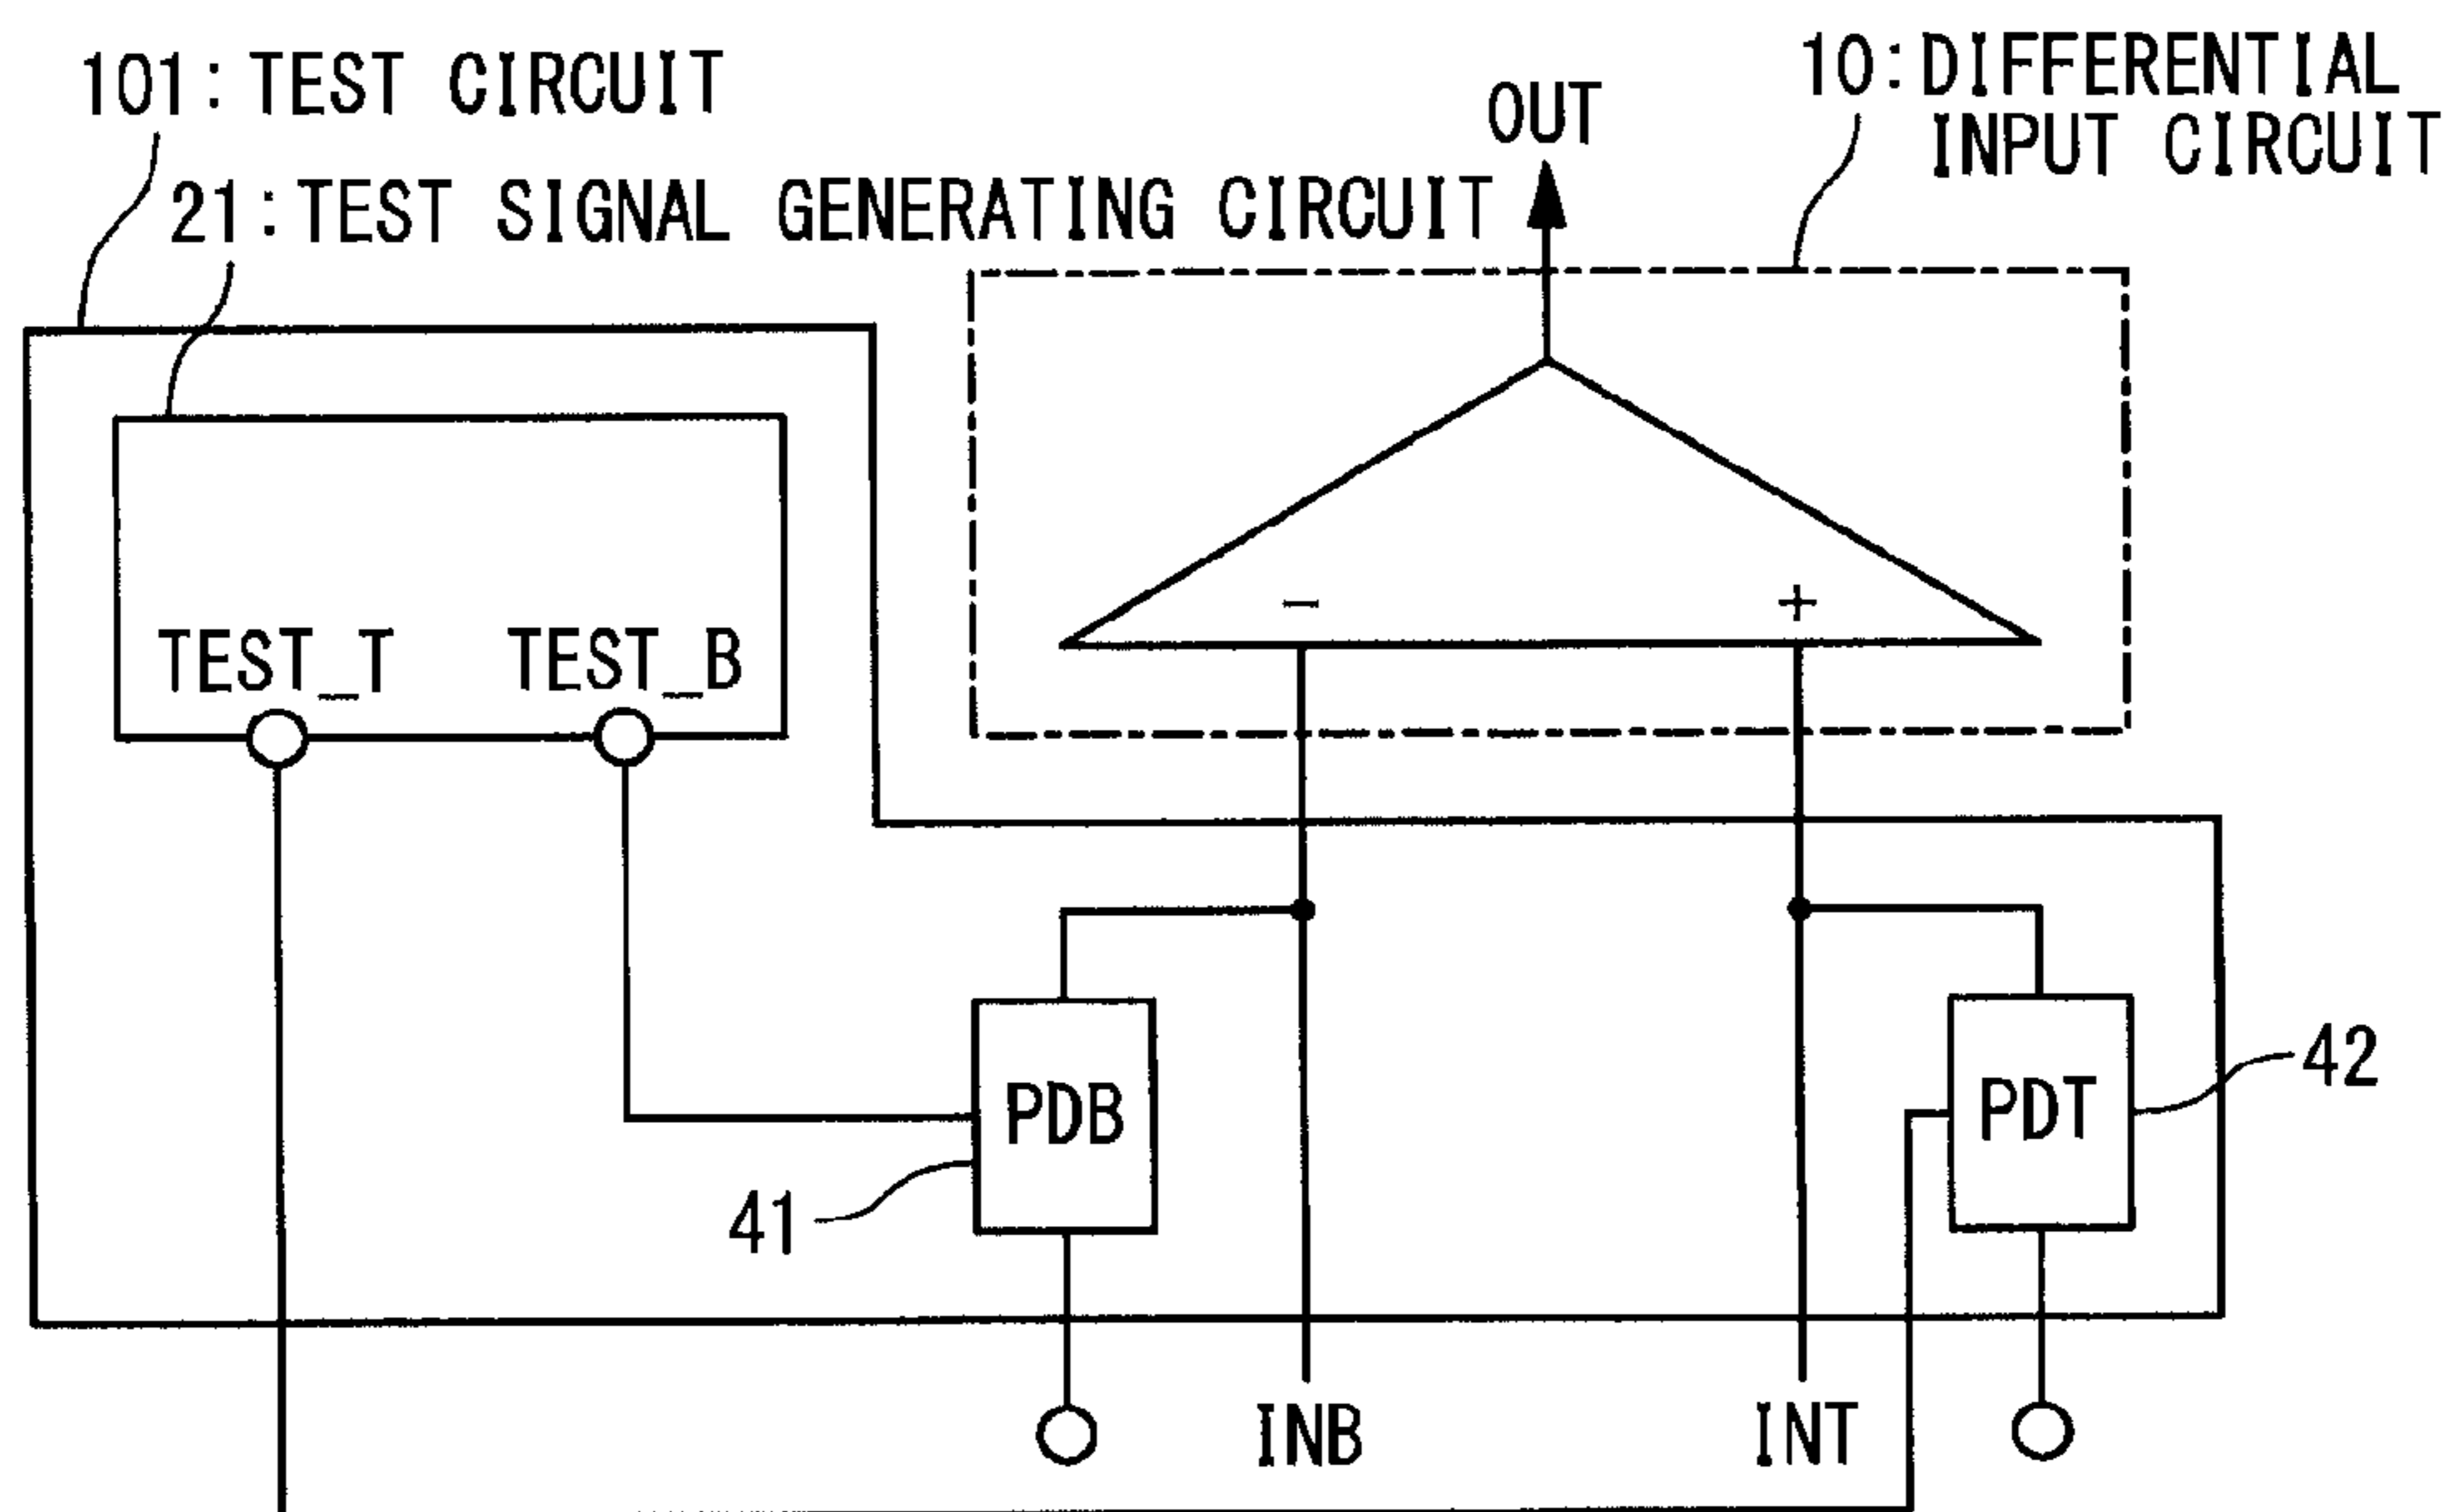 101: TEST CIRCUIT
21: TEST SIGNAL GENERATING CIRCUIT
OUT
10: DIFFERENTIAL
INPUT CIRCUIT
TEST_T
TEST_B
-
+
PDB
41
PDT
42
INB
INT